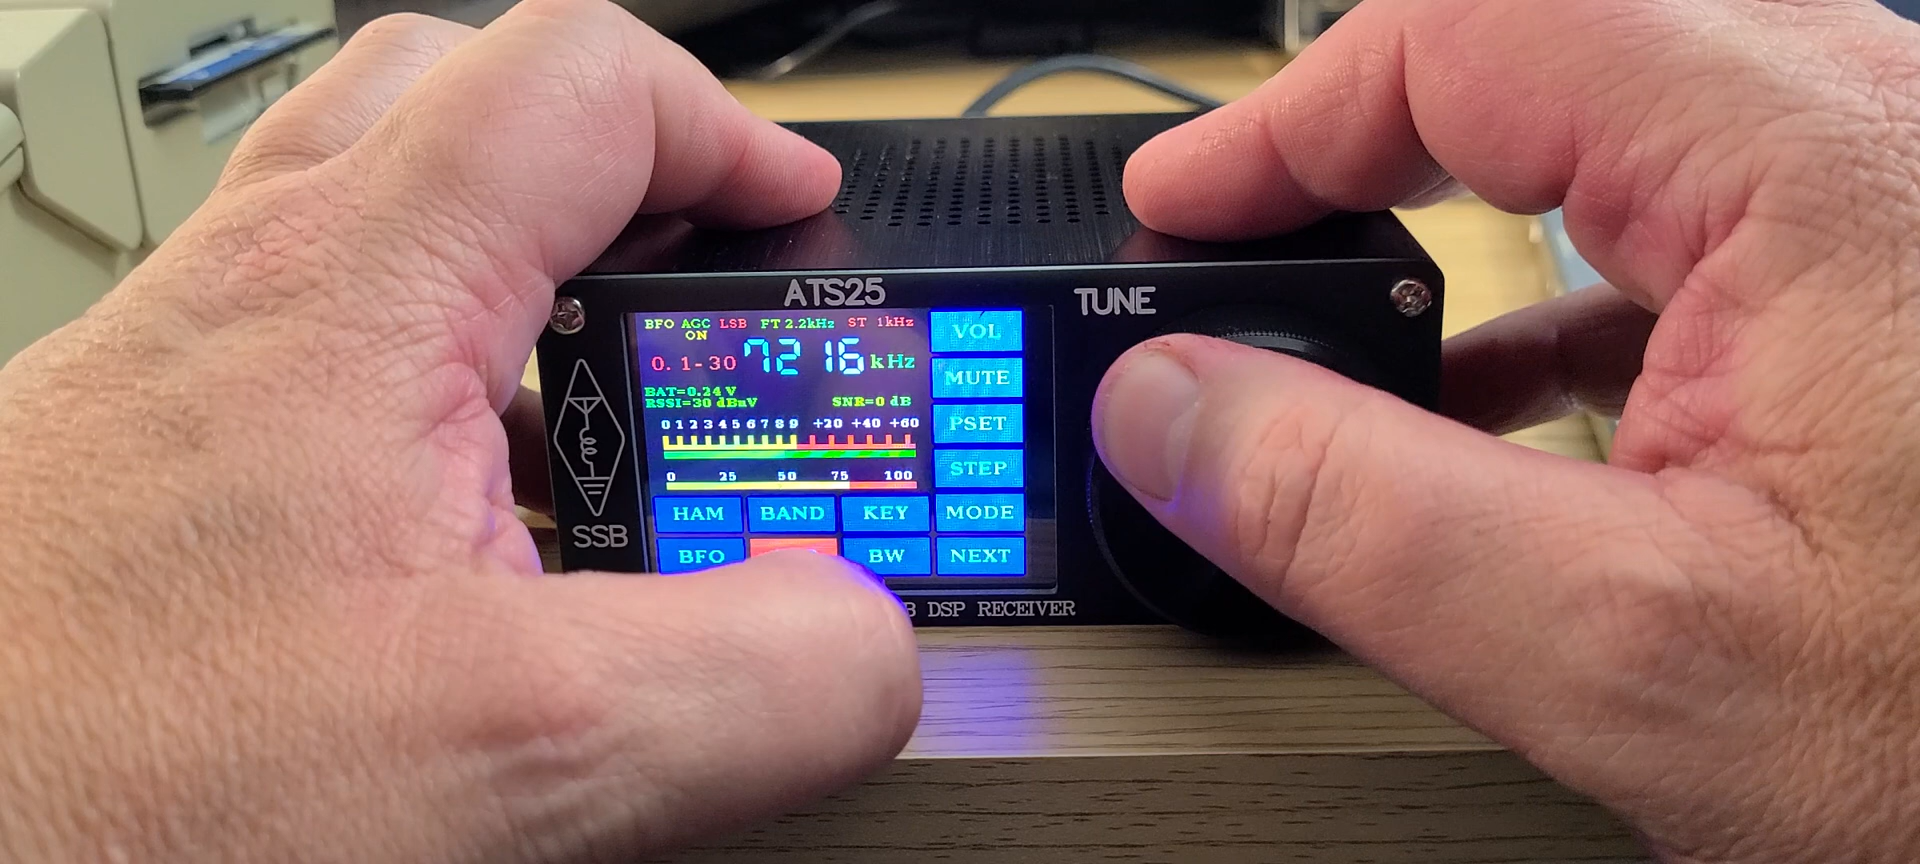 ATS25
TUNE
BFO AGC LSB FT 2.2kHz ST 1kHz
ON
0. 1-30 7216 kHz
BAT=0.24 V
RSSI=30 dBuV SNR=0 dB
0 1 2 3 4 5 6 7 8 9 +20 +40 +60
0 25 50 75 100
VOL
MUTE
PSET
STEP
HAM BAND KEY MODE
BFO BW NEXT
SSB
DSP RECEIVER